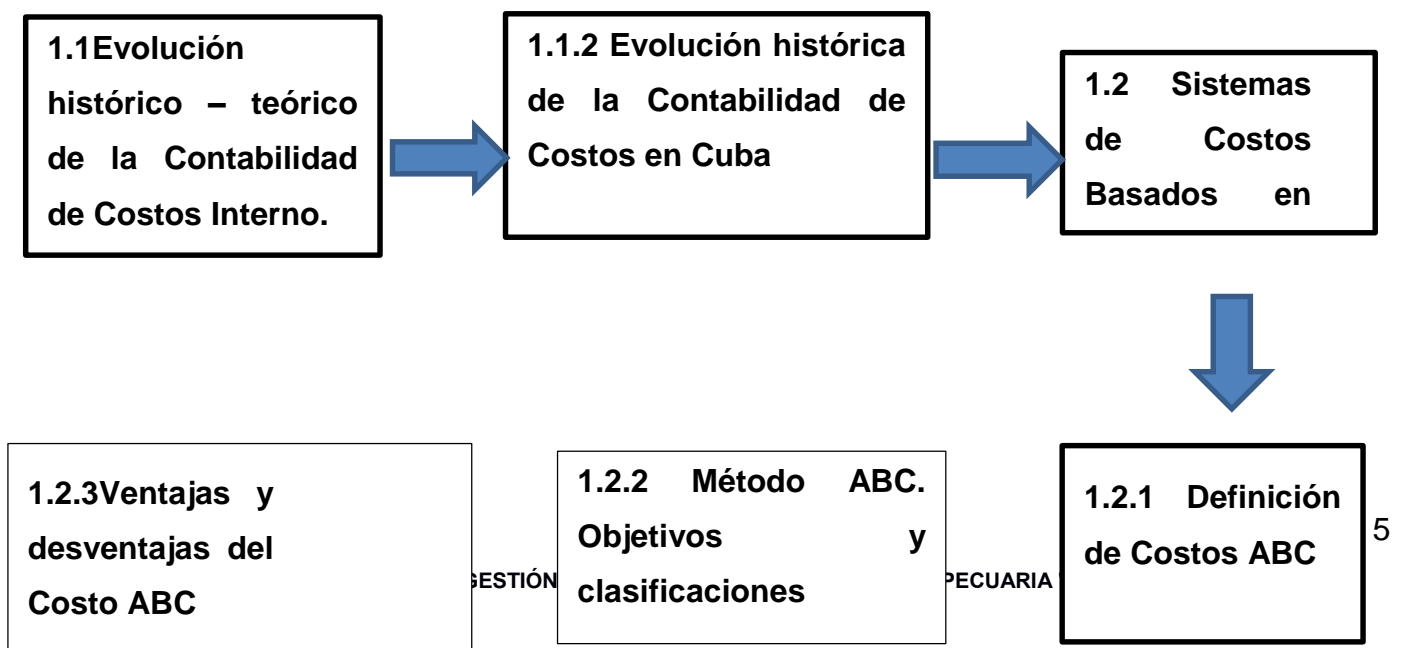 1.1Evolución
histórico – teórico
de la Contabilidad
de Costos Interno.
1.1.2 Evolución histórica
de la Contabilidad de
Costos en Cuba
1.2 Sistemas
de Costos
Basados en
1.2.3Ventajas y
desventajas del
Costo ABC
1.2.2 Método ABC.
Objetivos y
clasificaciones
1.2.1 Definición
de Costos ABC
5
GESTIÓN
PECUARIA